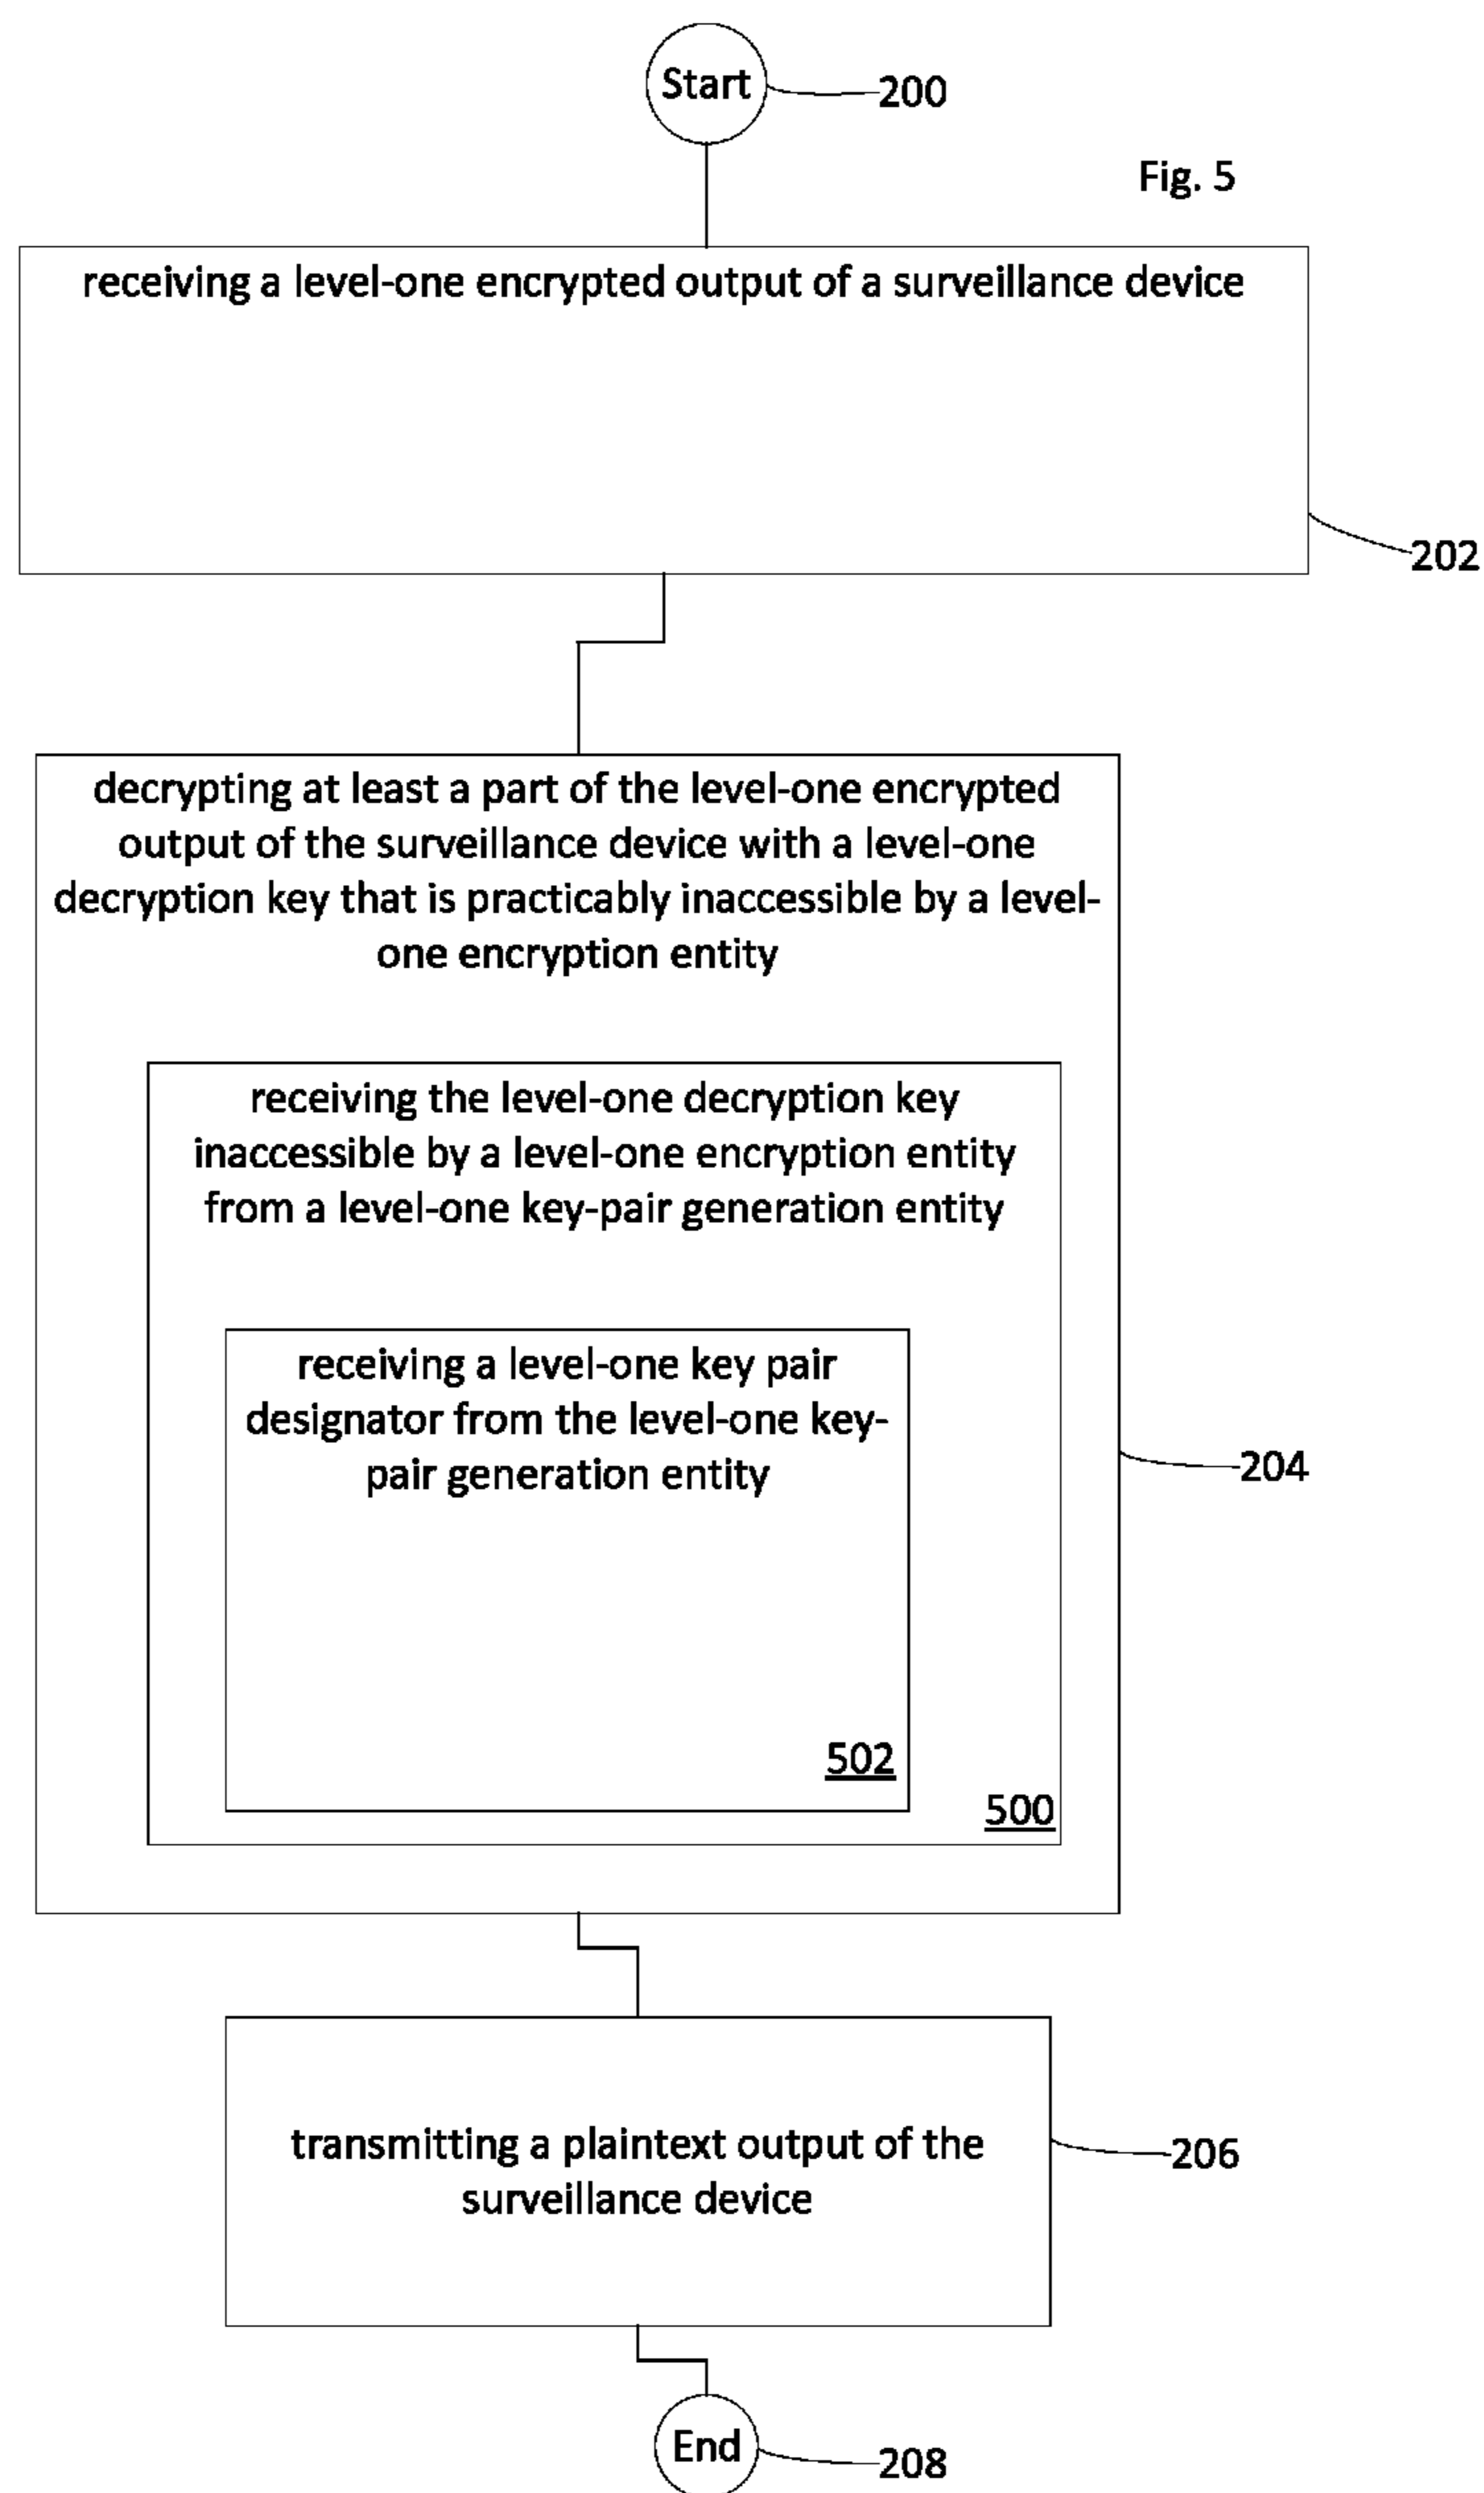 Start
200
Fig. 5
receiving a level-one encrypted output of a surveillance device
202
decrypting at least a part of the level-one encrypted
output of the surveillance device with a level-one
decryption key that is practicably inaccessible by a level-
one encryption entity
receiving the level-one decryption key
inaccessible by a level-one encryption entity
from a level-one key-pair generation entity
receiving a level-one key pair
designator from the level-one key-
pair generation entity
204
502
500
transmitting a plaintext output of the
surveillance device
206
End
208